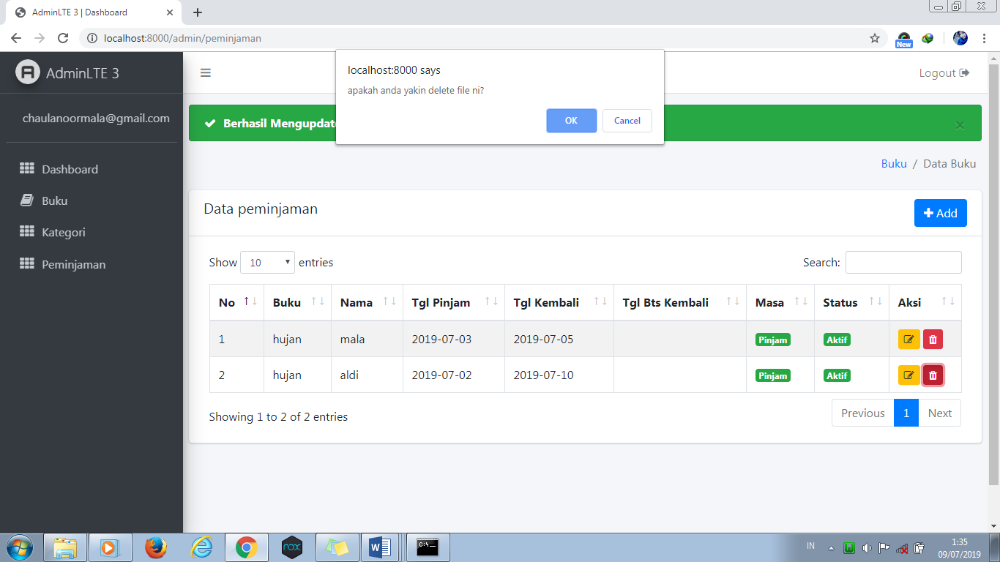 AdminLTE 3 | Dashboard
localhost:8000/admin/peminjaman
New
AdminLTE 3
Logout
localhost:8000 says
apakah anda yakin delete file ni?
OK Cancel
chaulanoormala@gmail.com
Berhasil Mengupdat
Dashboard
Buku
Kategori
Peminjaman
Buku / Data Buku
Data peminjaman
Add
Show 10 entries
Search:
No Buku Nama Tgl Pinjam Tgl Kembali Tgl Bts Kembali Masa Status Aksi
1 hujan mala 2019-07-03 2019-07-05 Pinjam Aktif
2 hujan aldi 2019-07-02 2019-07-10 Pinjam Aktif
Showing 1 to 2 of 2 entries
Previous 1 Next
nox
C:\
IN
1:35
09/07/2019